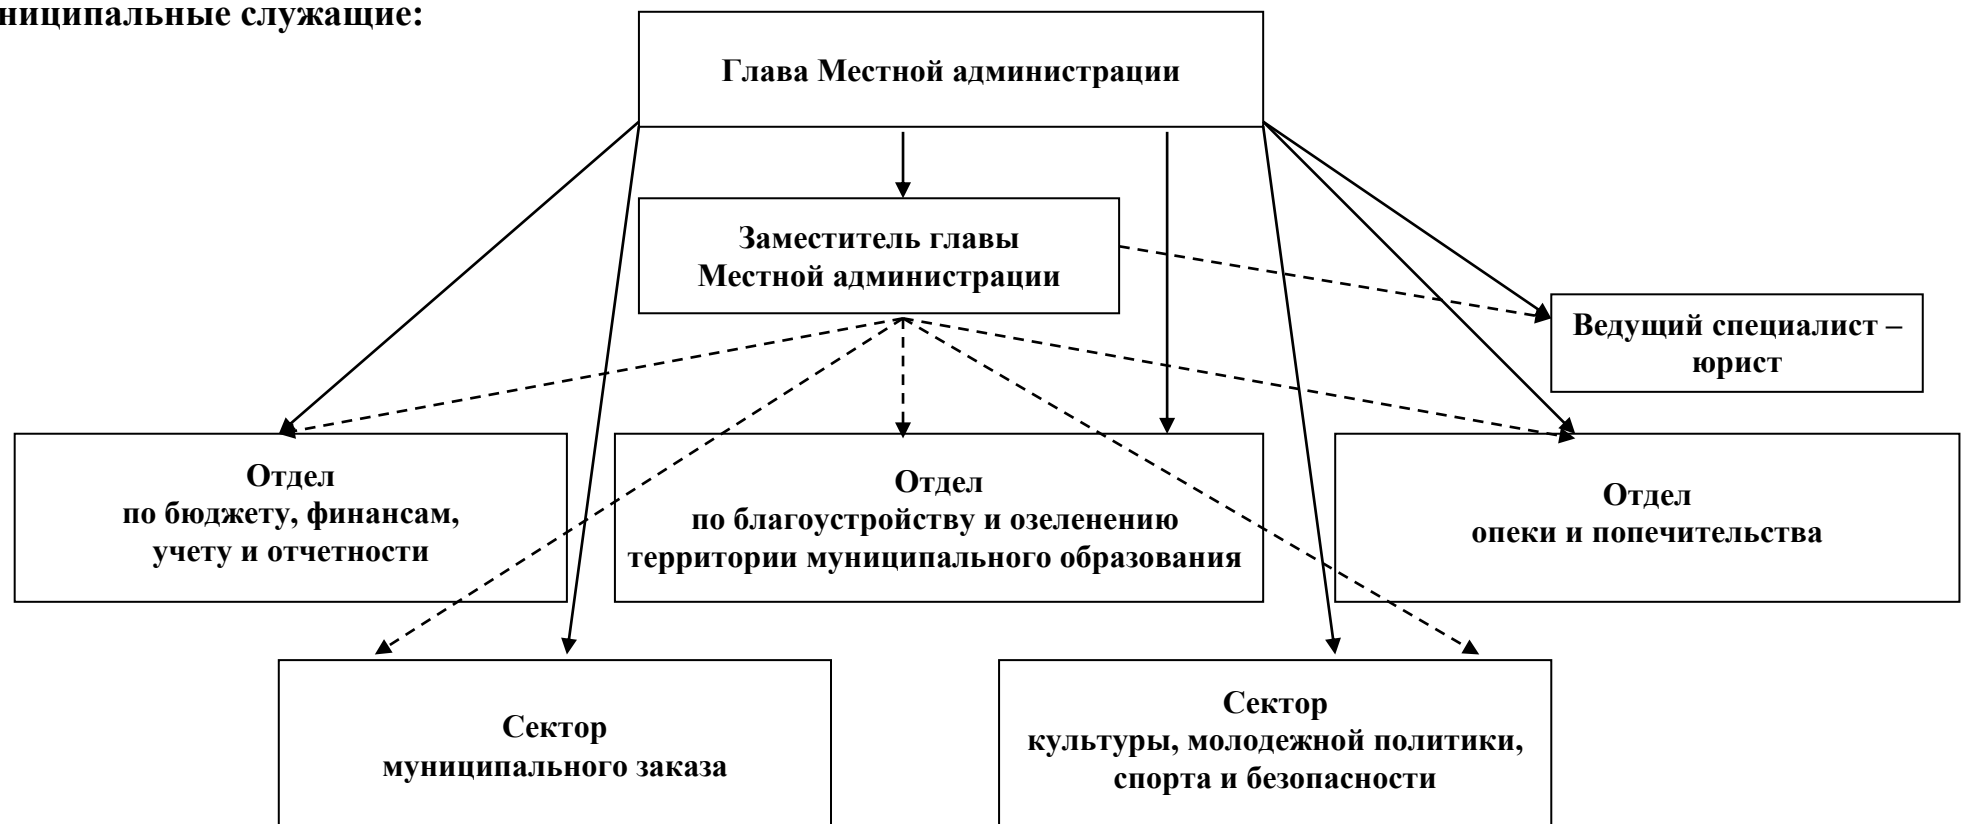 ниципальные служащие:
Глава Местной администрации
Заместитель главы
Местной администрации
Ведущий специалист –
юрист
Отдел
по бюджету, финансам,
учету и отчетности
Отдел
по благоустройству и озеленению
территории муниципального образования
Отдел
опеки и попечительства
Сектор
муниципального заказа
Сектор
культуры, молодежной политики,
спорта и безопасности